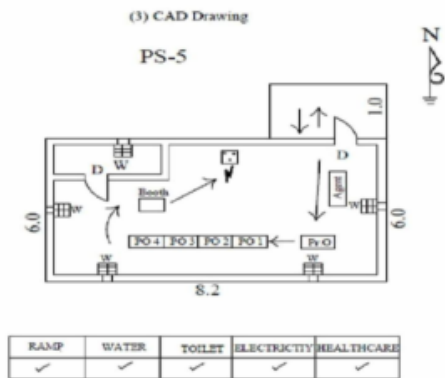 (3) CAD Drawing
PS-5
N
1.0
D
W
D
Booth
Agent
W
W
6.0
6.0
PO 4 PO 3 PO 2 PO 1
Pr O
W
W
8.2
RAMP WATER TOILET ELECTRICTIY HEALTHCARE